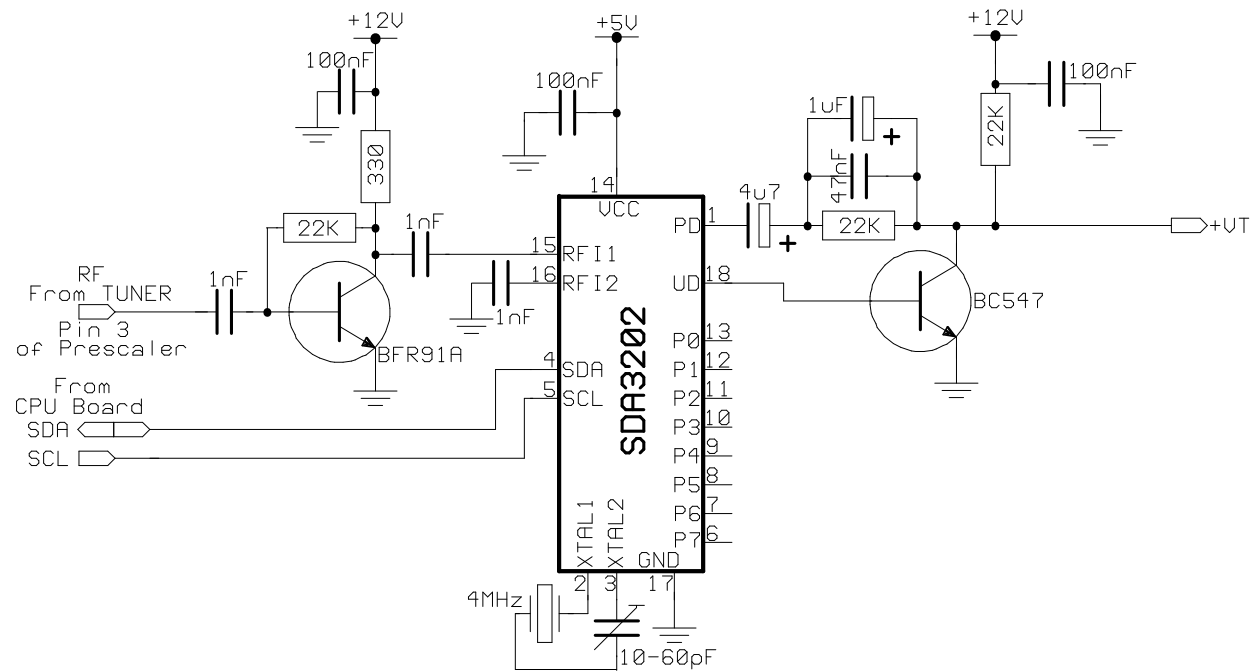 +12V
+5V
+12V
100nF
100nF
100nF
1uF
+
22K
330
47nF
14
VCC
4u7
+
PD
1
22K
+VT
22K
1nF
15
RFI1
16
RFI2
1nF
UD
18
BC547
RF
From TUNER
Pin 3
of Prescaler
1nF
BFR91A
SDA3202
P0
13
P1
12
P2
11
P3
10
P4
9
P5
8
P6
7
P7
6
4
SDA
5
SCL
From
CPU Board
SDA
SCL
XTAL1
XTAL2
GND
2
3
17
4MHz
10-60pF